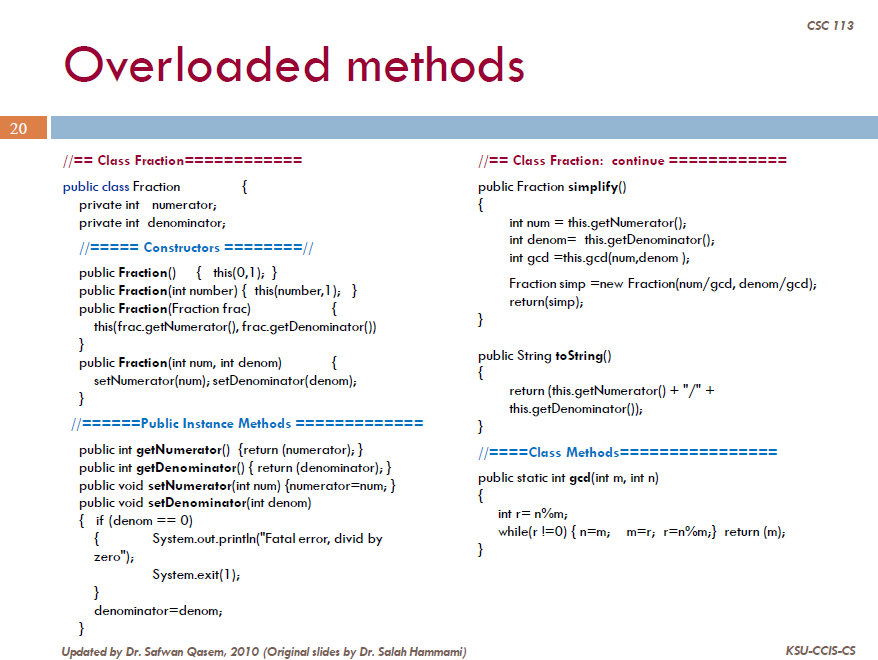 CSC 113
Overloaded methods
20
//== Class Fraction============
public class Fraction {
private int numerator;
private int denominator;
//===== Constructors ========//
public Fraction() { this(0,1); }
public Fraction(int number) { this(number,1); }
public Fraction(Fraction frac) {
this(frac.getNumerator(), frac.getDenominator())
}
public Fraction(int num, int denom) {
setNumerator(num); setDenominator(denom);
}
//======Public Instance Methods =============
public int getNumerator() {return (numerator); }
public int getDenominator() { return (denominator); }
public void setNumerator(int num) {numerator=num; }
public void setDenominator(int denom)
{ if (denom == 0)
{ System.out.println("Fatal error, divid by
zero");
System.exit(1);
}
denominator=denom;
}
//== Class Fraction: continue ============
public Fraction simplify()
{
int num = this.getNumerator();
int denom= this.getDenominator();
int gcd =this.gcd(num,denom );
Fraction simp =new Fraction(num/gcd, denom/gcd);
return(simp);
}
public String toString()
{
return (this.getNumerator() + "/" +
this.getDenominator());
}
//====Class Methods================
public static int gcd(int m, int n)
{
int r= n%m;
while(r !=0) { n=m; m=r; r=n%m;} return (m);
}
Updated by Dr. Safwan Qasem, 2010 (Original slides by Dr. Salah Hammami)
KSU-CCIS-CS